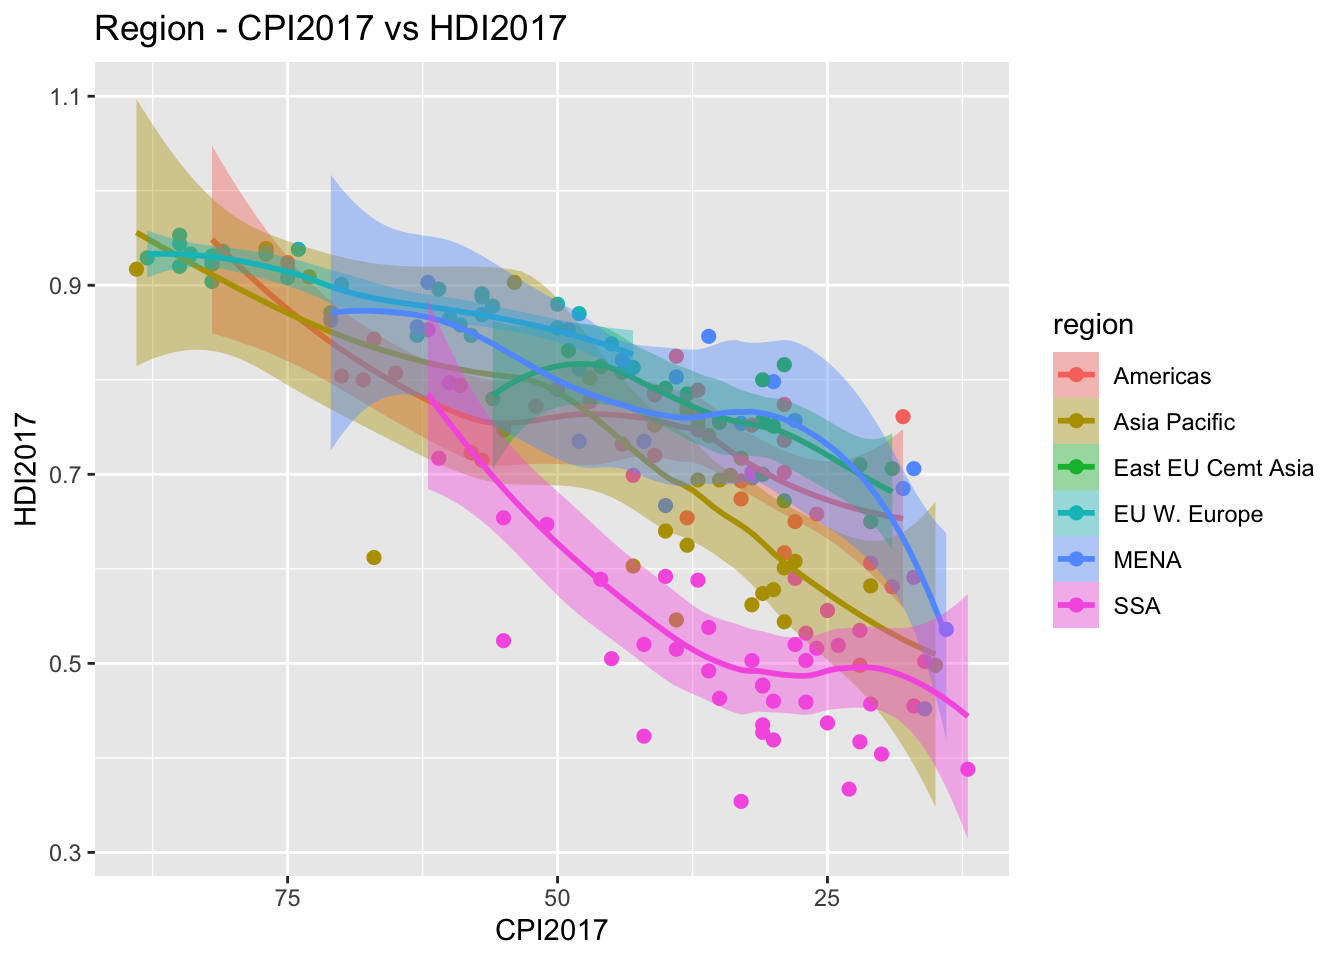 Region - CPI2017 vs HDI2017
1.1
0.9
0.7
0.5
0.3
HDI2017
75 50 25
CPI2017
region
Americas
Asia Pacific
East EU Cemt Asia
EU W. Europe
MENA
SSA